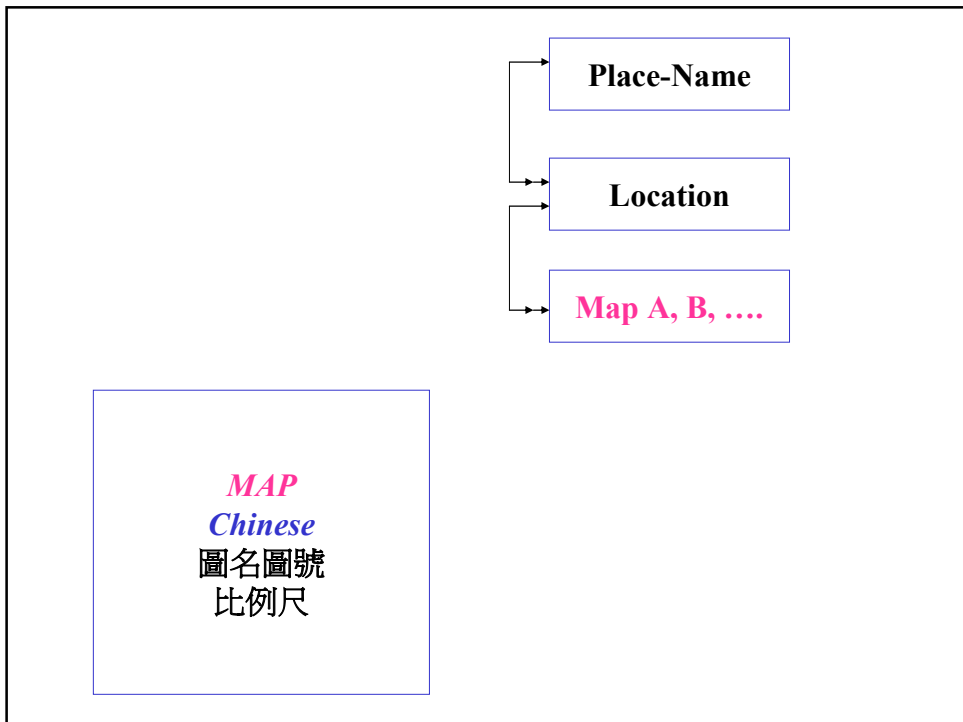 Place-Name
Location
Map A, B, ….
MAP
Chinese
圖名圖號
比例尺